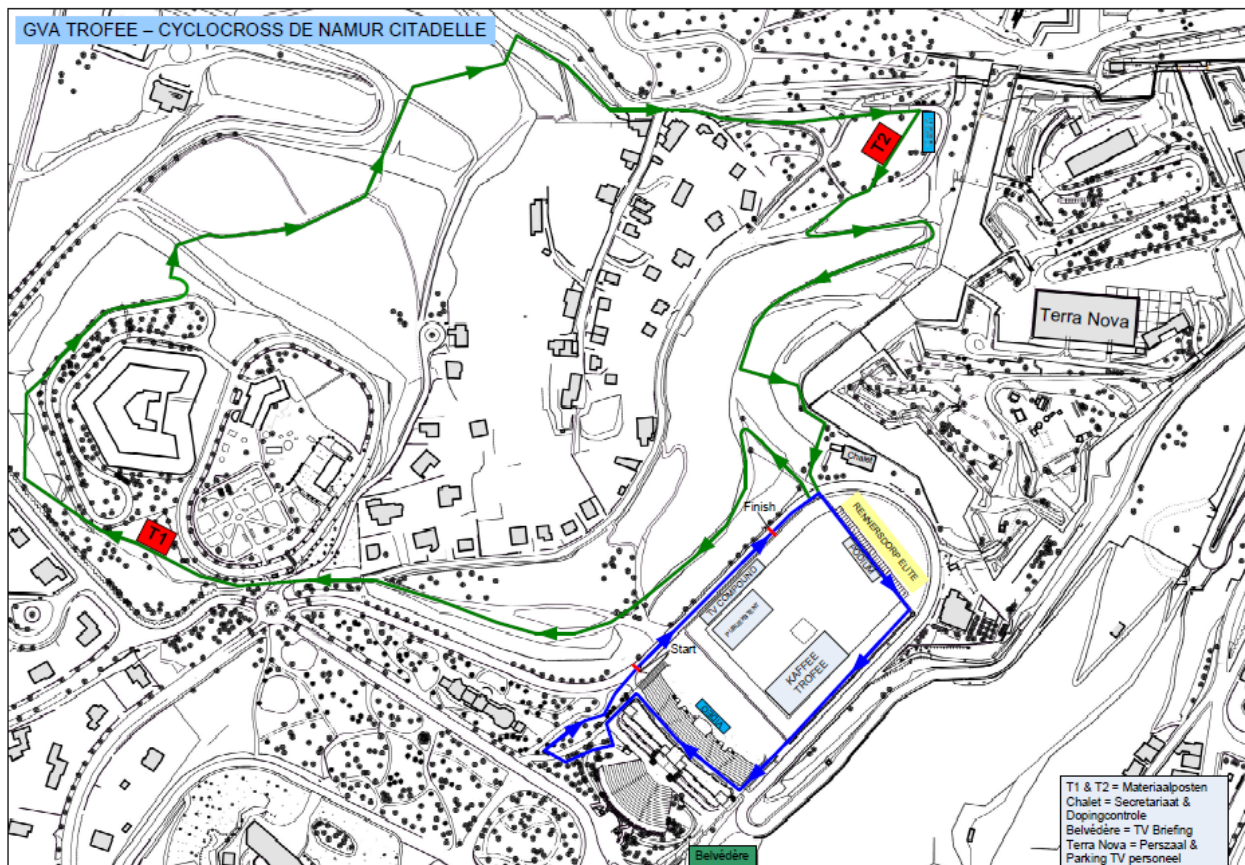 GVA TROFEE – CYCLOCROSS DE NAMUR CITADELLE
T2
Terra Nova
Chalet
Finish
RENNERSDORP ELITE
PODIUM
TV COMPOUND
T1
Start
KAFFEE
TROFEE
Belvédère
T1 & T2 = Materiaalposten
Chalet = Secretariaat &
Dopingcontrole
Belvédère = TV Briefing
Terra Nova = Perszaal &
Parking TV personeel